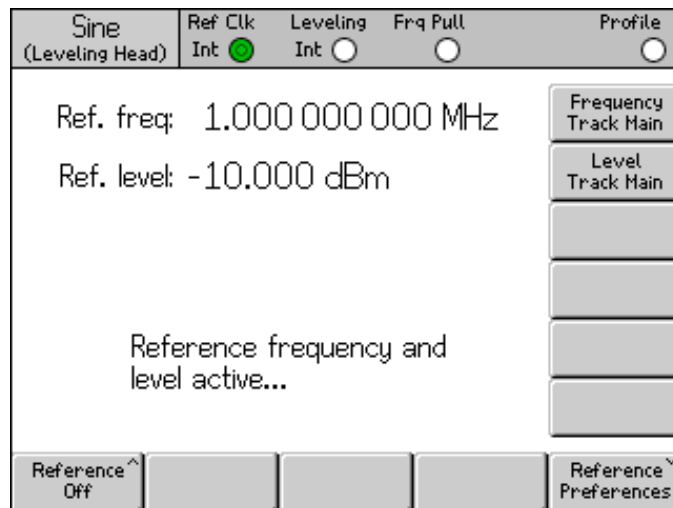 Sine
(Leveling Head)
Ref Clk
Int
Leveling
Int
Frq Pull
Profile
Ref. freq: 1.000 000 000 MHz
Ref. level: -10.000 dBm
Frequency
Track Main
Level
Track Main
Reference frequency and
level active...
Reference^
Off
Reference
Preferences